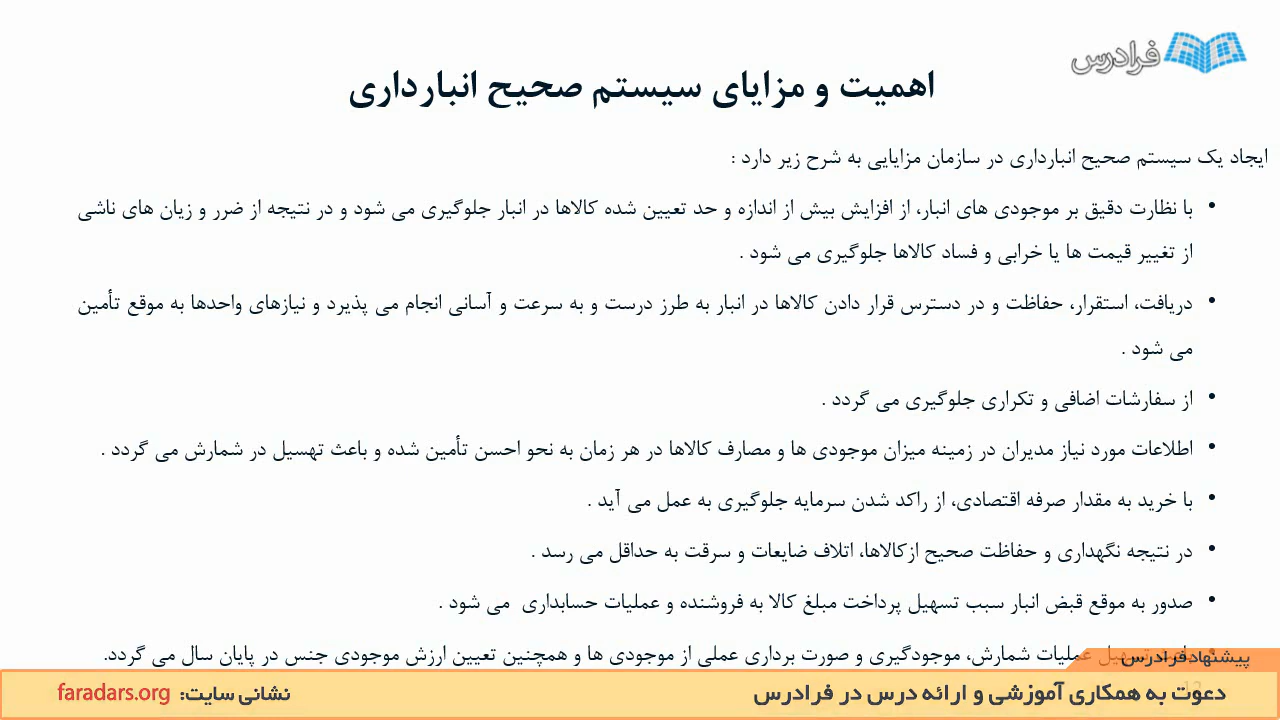 فرادرس
اهمیت و مزایای سیستم صحیح انبارداری
ایجاد یک سیستم صحیح انبارداری در سازمان مزایایی به شرح زیر دارد :
• با نظارت دقیق بر موجودی های انبار، از افزایش بیش از اندازه و حد تعیین شده کالاها در انبار جلوگیری می شود و در نتیجه از ضرر و زیان های ناشی
از تغییر قیمت ها یا خرابی و فساد کالاها جلوگیری می شود .
• دریافت، استقرار، حفاظت و در دسترس قرار دادن کالاها در انبار به طرز درست و به سرعت و آسانی انجام می پذیرد و نیازهای واحدها به موقع تأمین
می شود .
• از سفارشات اضافی و تکراری جلوگیری می گردد .
• اطلاعات مورد نیاز مدیران در زمینه میزان موجودی ها و مصارف کالاها در هر زمان به نحو احسن تأمین شده و باعث تهسیل در شمارش می گردد .
• با خرید به مقدار صرفه اقتصادی، از راکد شدن سرمایه جلوگیری به عمل می آید .
• در نتیجه نگهداری و حفاظت صحیح ازکالاها، اتلاف ضایعات و سرقت به حداقل می رسد .
• صدور به موقع قبض انبار سبب تسهیل پرداخت مبلغ کالا به فروشنده و عملیات حسابداری می شود .
تسهیل عملیات شمارش، موجودگیری و صورت برداری عملی از موجودی ها و همچنین تعیین ارزش موجودی جنس در پایان سال می گردد.
پیشنهاد فرادرس
دعوت به همکاری آموزشی و ارائه درس در فرادرس
نشانی سایت: faradars.org